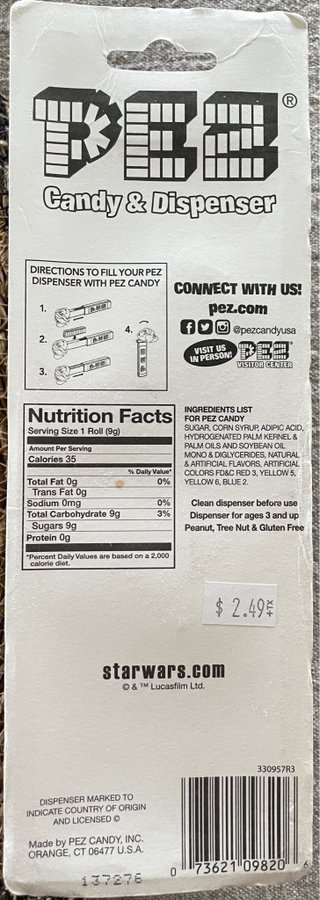 PEZ®
Candy & Dispenser
DIRECTIONS TO FILL YOUR PEZ
DISPENSER WITH PEZ CANDY
1.
2.
3.
4.
CONNECT WITH US!
pez.com
@pezcandyusa
VISIT US
IN PERSON!
PEZ
VISITOR CENTER
Nutrition Facts
Serving Size 1 Roll (9g)
Amount Per Serving
Calories 35
% Daily Value*
Total Fat 0g 0%
Trans Fat 0g
Sodium 0mg 0%
Total Carbohydrate 9g 3%
Sugars 9g
Protein 0g
*Percent Daily Values are based on a 2,000
calorie diet.
INGREDIENTS LIST
FOR PEZ CANDY
SUGAR, CORN SYRUP, ADIPIC ACID,
HYDROGENATED PALM KERNEL &
PALM OILS AND SOYBEAN OIL,
MONO & DIGLYCERIDES, NATURAL
& ARTIFICIAL FLAVORS, ARTIFICIAL
COLORS FD&C RED 3, YELLOW 5,
YELLOW 6, BLUE 2.
Clean dispenser before use
Dispenser for ages 3 and up
Peanut, Tree Nut & Gluten Free
$ 2.49
starwars.com
© & ™ Lucasfilm Ltd.
330957R3
DISPENSER MARKED TO
INDICATE COUNTRY OF ORIGIN
AND LICENSED ©
Made by PEZ CANDY, INC.
ORANGE, CT 06477 U.S.A.
137276
0 73621 09820 6